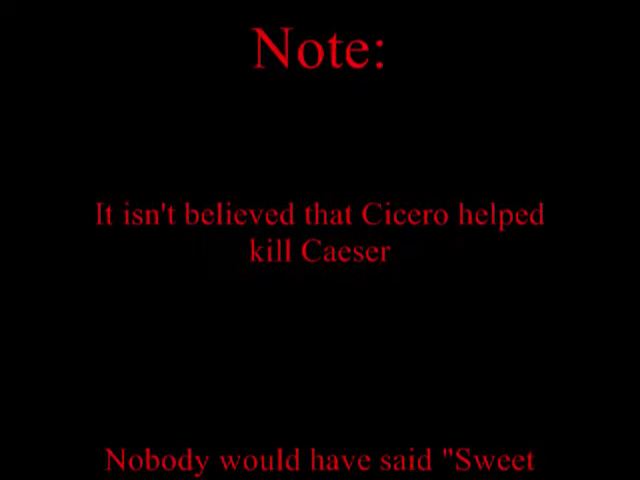 Note:
It isn't believed that Cicero helped
kill Caeser
Nobody would have said "Sweet